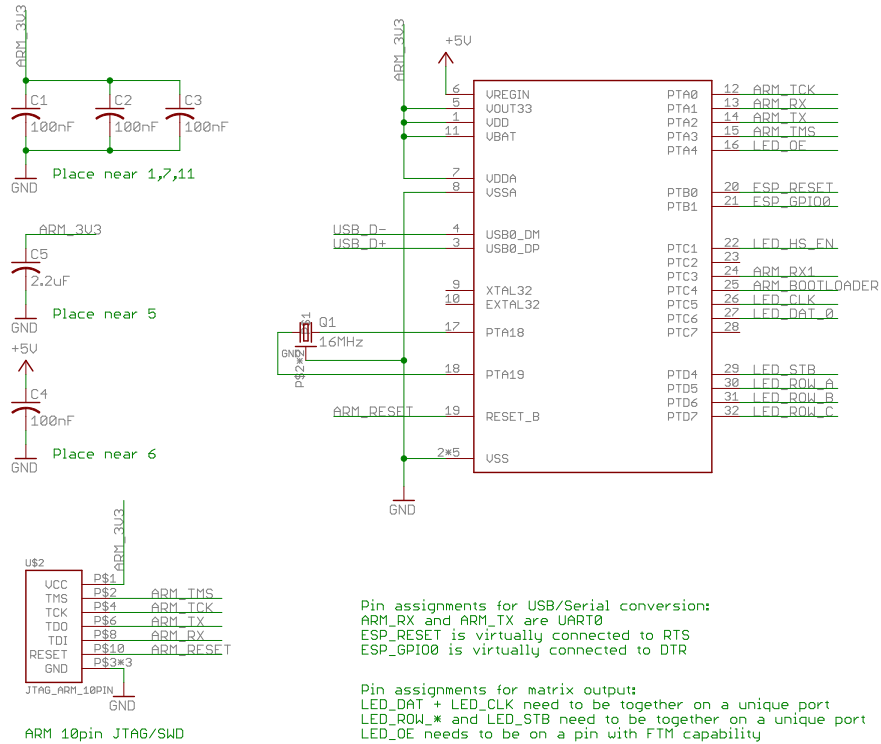 ARM_3V3
C1
C2
C3
100nF
100nF
100nF
GND
Place near 1,7,11
ARM_3V3
C5
2.2uF
GND
Place near 5
+5V
C4
100nF
GND
Place near 6
ARM_3V3
+5V
6 VREGIN
5 VOUT33
1 VDD
11 VBAT
7 VDDA
8 VSSA
USB_D- 4 USB0_DM
USB_D+ 3 USB0_DP
9 XTAL32
10 EXTAL32
Q1
16MHz
P$1
GND
P$2*2
17 PTA18
18 PTA19
ARM_RESET 19 RESET_B
2*5 VSS
GND
PTA0 12 ARM_TCK
PTA1 13 ARM_RX
PTA2 14 ARM_TX
PTA3 15 ARM_TMS
PTA4 16 LED_OE
PTB0 20 ESP_RESET
PTB1 21 ESP_GPIO0
PTC1 22 LED_HS_EN
PTC2 23
PTC3 24 ARM_RX1
PTC4 25 ARM_BOOTLOADER
PTC5 26 LED_CLK
PTC6 27 LED_DAT_0
PTC7 28
PTD4 29 LED_STB
PTD5 30 LED_ROW_A
PTD6 31 LED_ROW_B
PTD7 32 LED_ROW_C
ARM_3V3
U$2
VCC P$1
TMS P$2 ARM_TMS
TCK P$4 ARM_TCK
TDO P$6 ARM_TX
TDI P$8 ARM_RX
RESET P$10 ARM_RESET
GND P$3*3
JTAG_ARM_10PIN
GND
ARM 10pin JTAG/SWD
Pin assignments for USB/Serial conversion:
ARM_RX and ARM_TX are UART0
ESP_RESET is virtually connected to RTS
ESP_GPIO0 is virtually connected to DTR
Pin assignments for matrix output:
LED_DAT + LED_CLK need to be together on a unique port
LED_ROW_* and LED_STB need to be together on a unique port
LED_OE needs to be on a pin with FTM capability